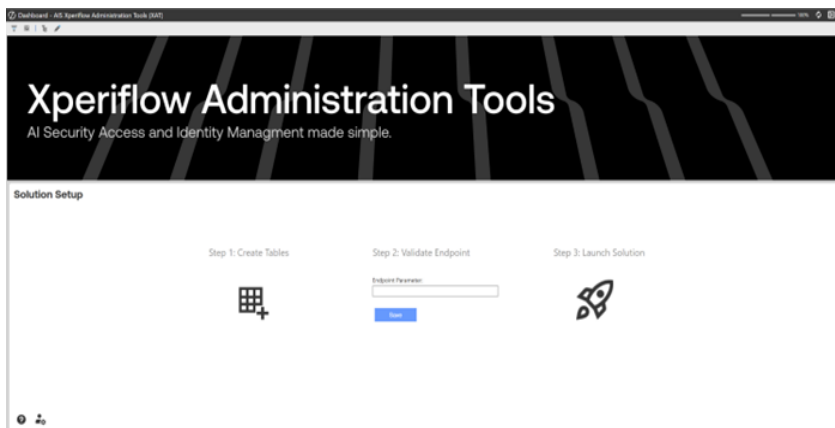 Dashboard - AIS Xperiflow Administration Tools (XAT)
Xperiflow Administration Tools
AI Security Access and Identity Managment made simple.
Solution Setup
Step 1: Create Tables
Step 2: Validate Endpoint
Step 3: Launch Solution
Endpoint Parameter: